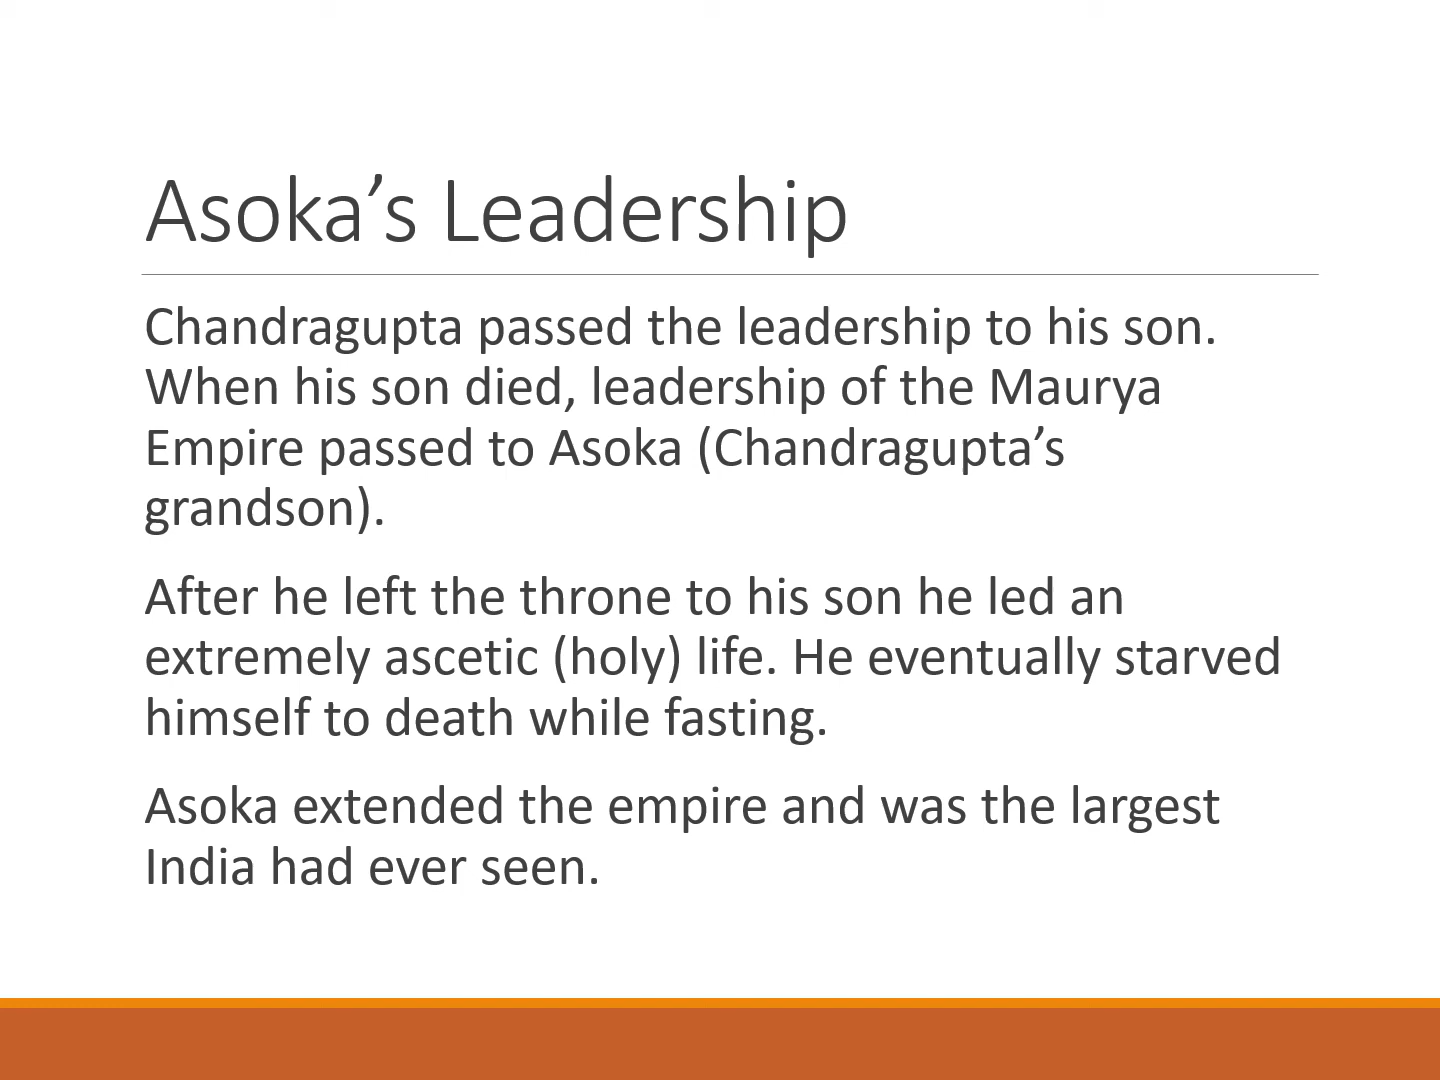 Asoka’s Leadership
Chandragupta passed the leadership to his son.
When his son died, leadership of the Maurya
Empire passed to Asoka (Chandragupta’s
grandson).
After he left the throne to his son he led an
extremely ascetic (holy) life. He eventually starved
himself to death while fasting.
Asoka extended the empire and was the largest
India had ever seen.